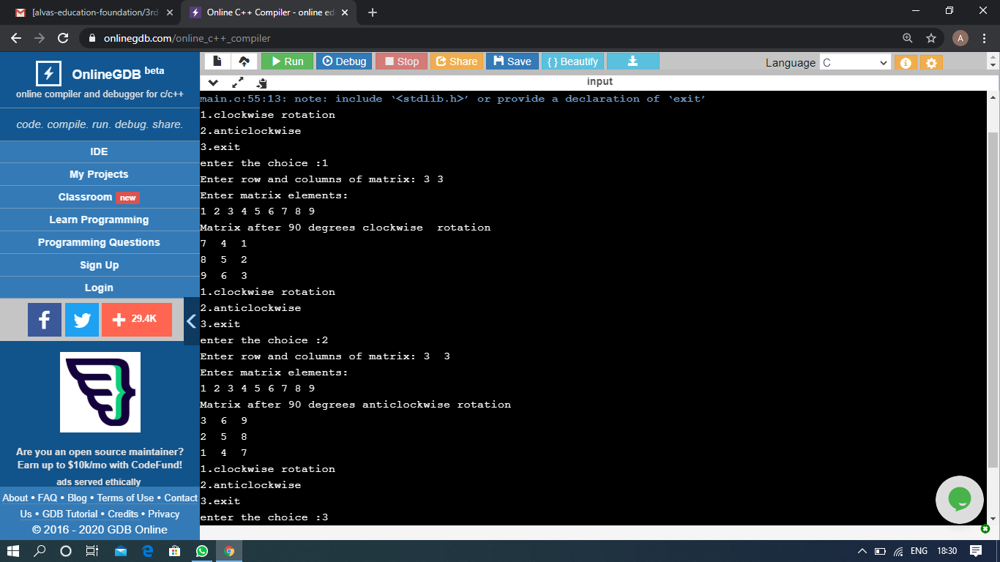 [alvas-education-foundation/3rd
Online C++ Compiler - online ed
onlinegdb.com/online_c++_compiler
A
OnlineGDB beta
online compiler and debugger for c/c++
code. compile. run. debug. share.
IDE
My Projects
Classroom new
Learn Programming
Programming Questions
Sign Up
Login
29.4K
Are you an open source maintainer?
Earn up to $10k/mo with CodeFund!
ads served ethically
About • FAQ • Blog • Terms of Use • Contact
Us • GDB Tutorial • Credits • Privacy
© 2016 - 2020 GDB Online
Run Debug Stop Share Save { } Beautify
Language C
input
main.c:55:13: note: include ‘<stdlib.h>’ or provide a declaration of ‘exit’
1.clockwise rotation
2.anticlockwise
3.exit
enter the choice :1
Enter row and columns of matrix: 3 3
Enter matrix elements:
1 2 3 4 5 6 7 8 9
Matrix after 90 degrees clockwise  rotation
7  4  1
8  5  2
9  6  3
1.clockwise rotation
2.anticlockwise
3.exit
enter the choice :2
Enter row and columns of matrix: 3  3
Enter matrix elements:
1 2 3 4 5 6 7 8 9
Matrix after 90 degrees anticlockwise rotation
3  6  9
2  5  8
1  4  7
1.clockwise rotation
2.anticlockwise
3.exit
enter the choice :3
ENG 18:30